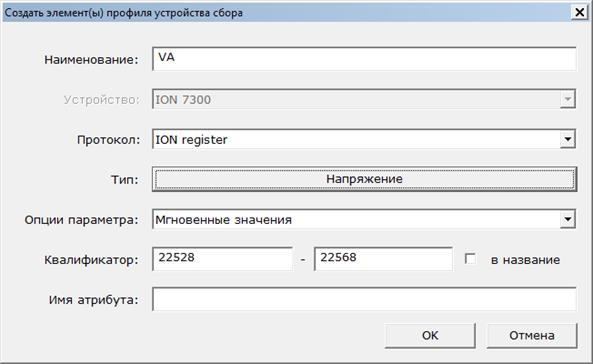 Создать элемент(ы) профиля устройства сбора
Наименование: VA
Устройство: ION 7300
Протокол: ION register
Тип: Напряжение
Опции параметра: Мгновенные значения
Квалификатор: 22528 - 22568 в название
Имя атрибута:
OK Отмена